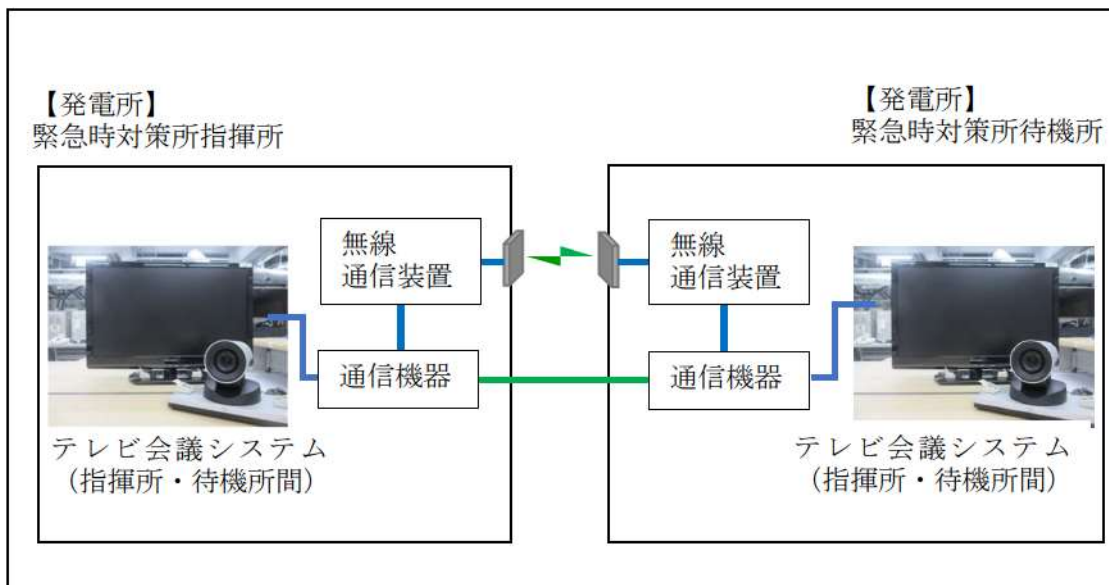 【発電所】
緊急時対策所指揮所
無線
通信装置
通信機器
テレビ会議システム
（指揮所・待機所間）
【発電所】
緊急時対策所待機所
無線
通信装置
通信機器
テレビ会議システム
（指揮所・待機所間）